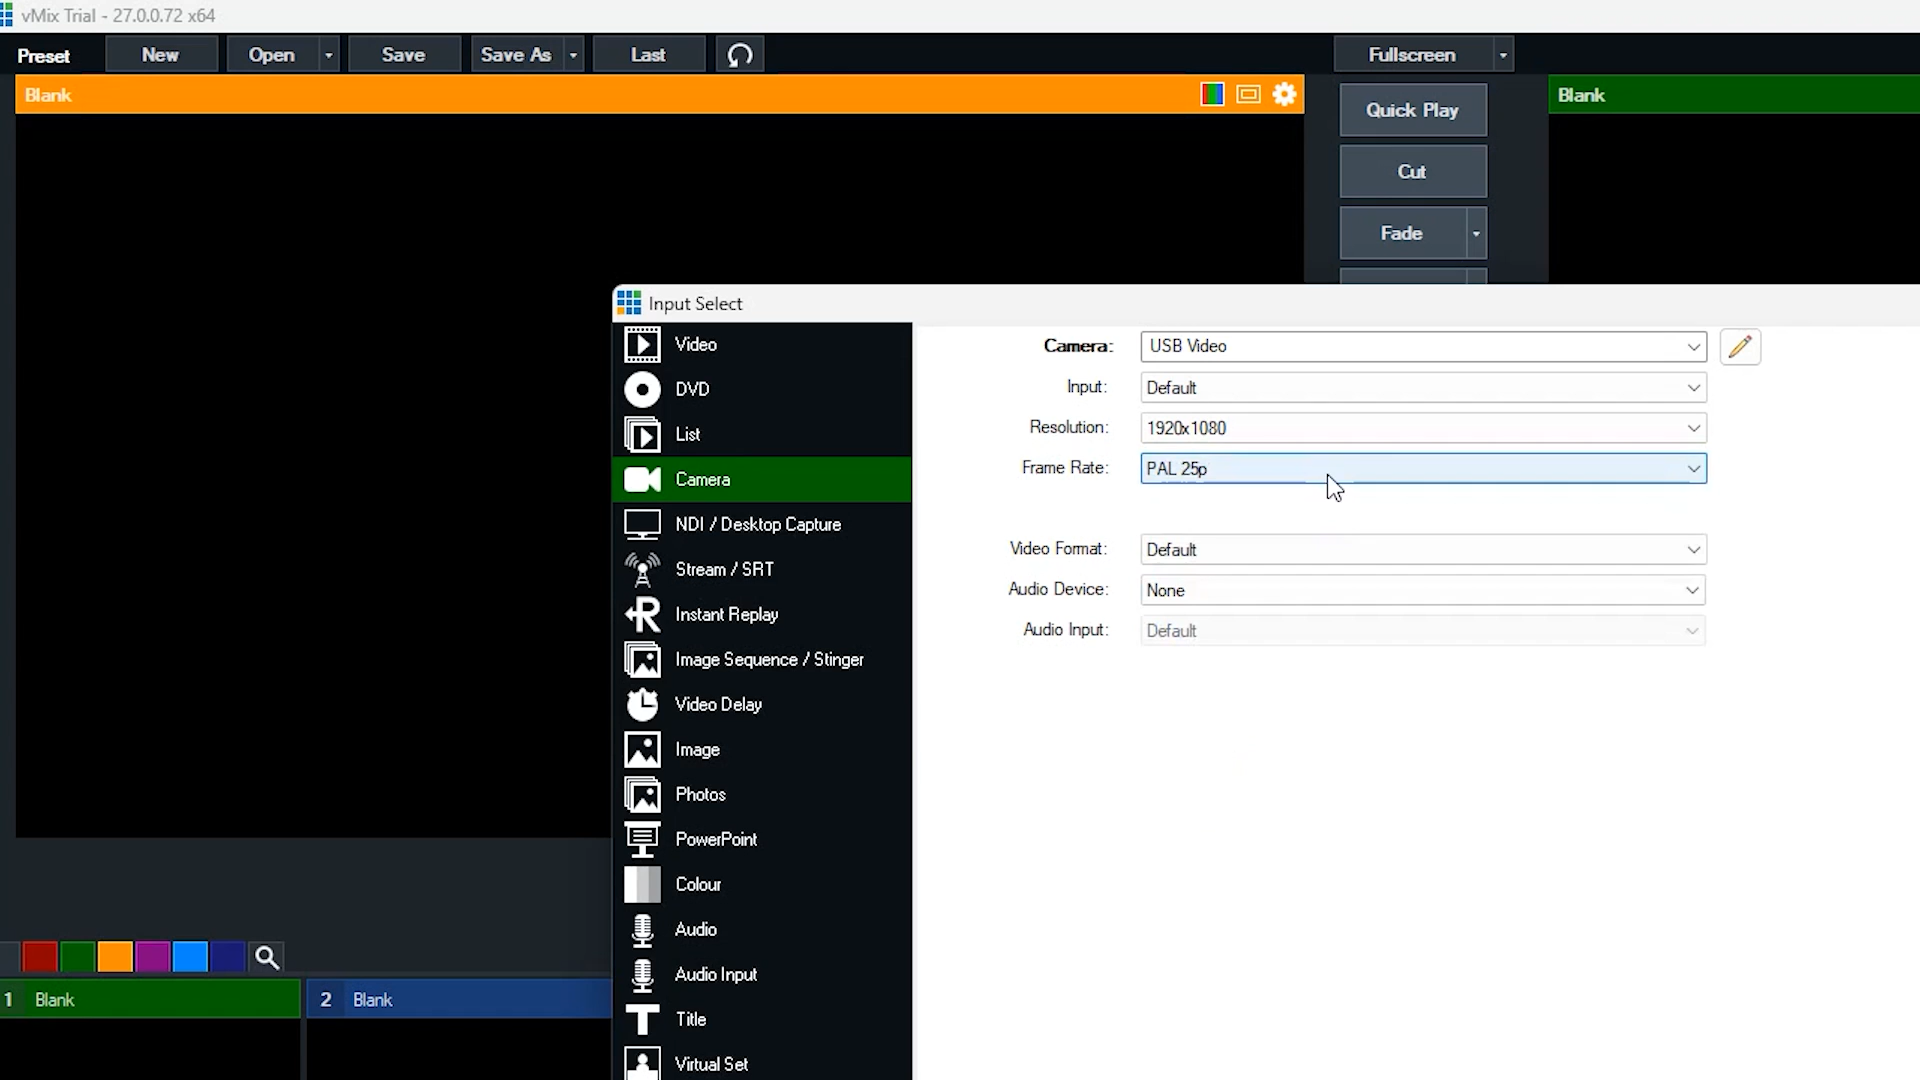 vMix Trial - 27.0.0.72 x64
Preset New Open Save Save As Last Fullscreen
Blank
Quick Play
Blank
Cut
Fade
Input Select
Video
DVD
List
Camera
NDI / Desktop Capture
Stream / SRT
Instant Replay
Image Sequence / Stinger
Video Delay
Image
Photos
PowerPoint
Colour
Audio
Audio Input
Title
Virtual Set
Camera: USB Video
Input: Default
Resolution: 1920x1080
Frame Rate: PAL 25p
Video Format: Default
Audio Device: None
Audio Input: Default
1 Blank
2 Blank